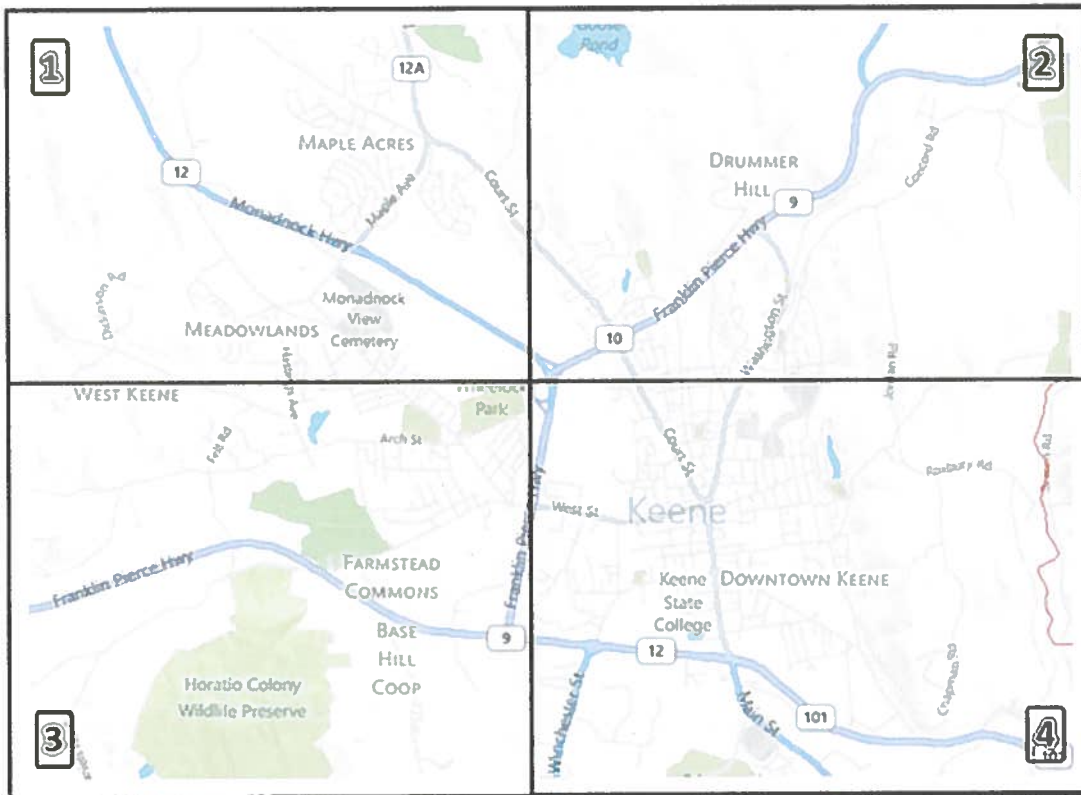 1
12A
MAPLE ACRES
12
Maple Ave
Court St
Monadnock Hwy
Monadnock
View
Cemetery
MEADOWLANDS
Hastings Ave
Goose
Pond
2
DRUMMER
HILL
Concord Rd
9
Franklin Pierce Hwy
10
Washington St
Jordan Rd
WEST KEENE
Park
Felt Rd
Arch St
Franklin Pierce Hwy
FARMSTEAD
COMMONS
Franklin Pierce Hwy
BASE
HILL
COOP
9
Horatio Colony
Wildlife Preserve
3
Court St
Roxbury Rd
West St
Keene
Keene
State
College
DOWNTOWN KEENE
12
Winchester St
Main St
101
Chapman Rd
4